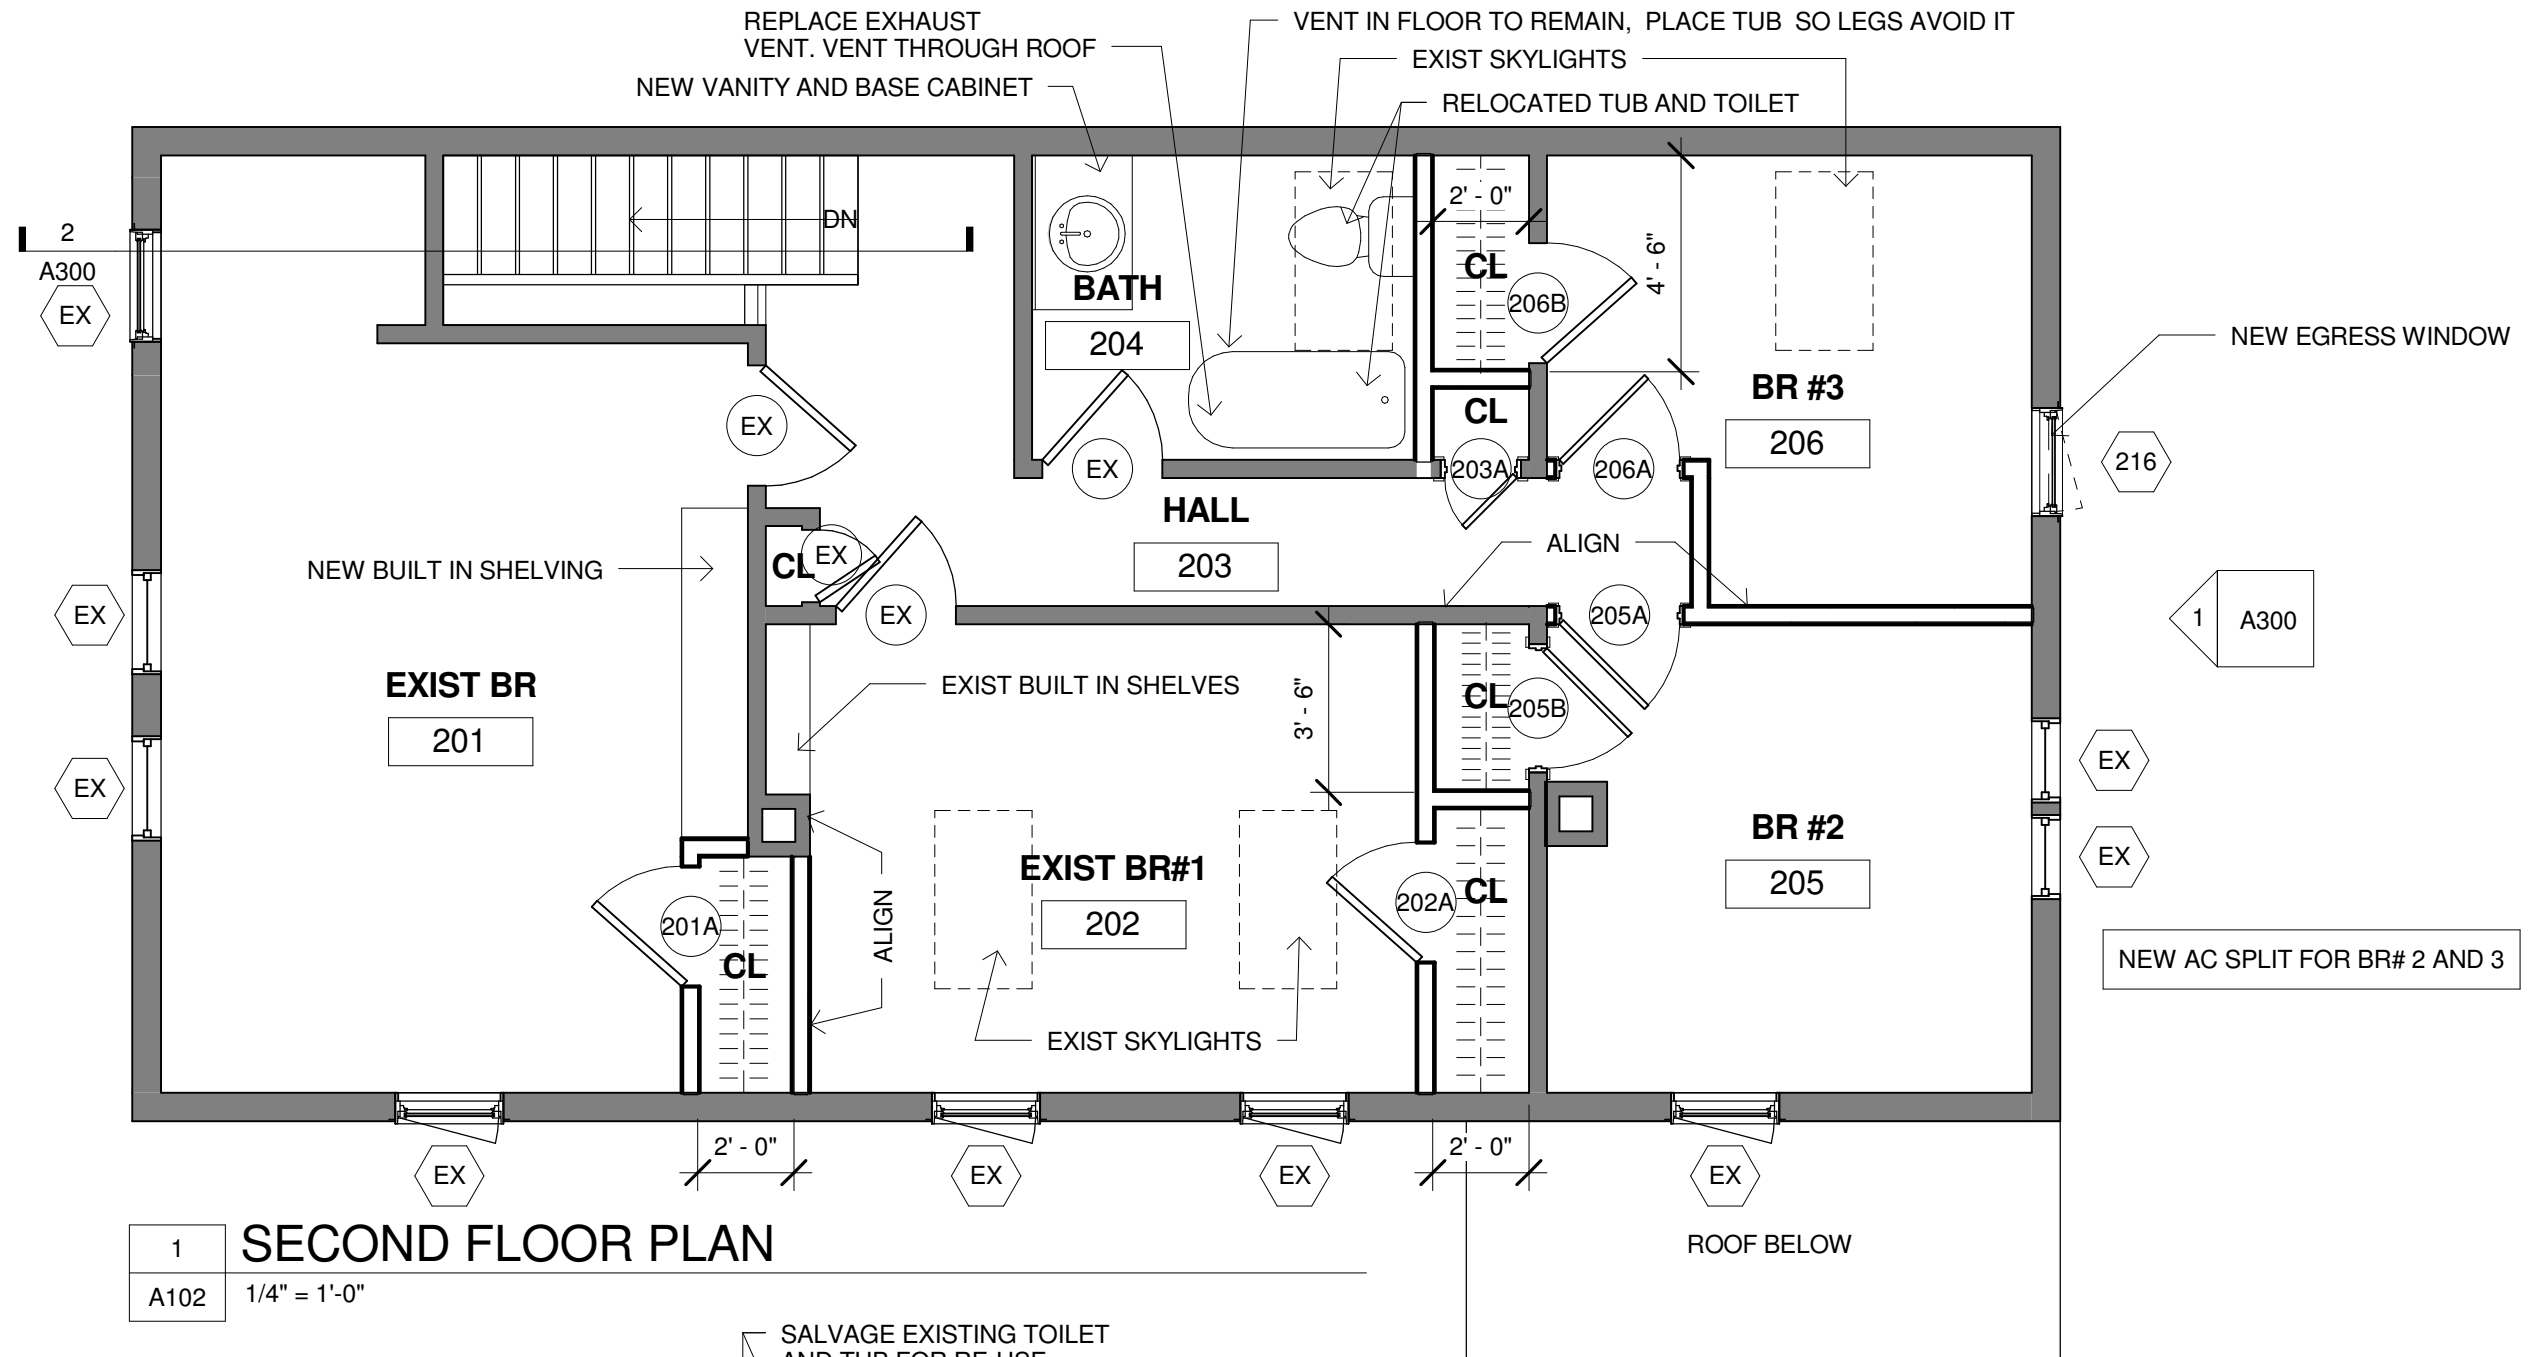 REPLACE EXHAUST
VENT. VENT THROUGH ROOF
NEW VANITY AND BASE CABINET
VENT IN FLOOR TO REMAIN, PLACE TUB SO LEGS AVOID IT
EXIST SKYLIGHTS
RELOCATED TUB AND TOILET
2
A300
EX
DN
BATH
204
2' - 0"
CL
206B
4' - 6"
BR #3
206
NEW EGRESS WINDOW
216
EX
EX
CL
203A
206A
HALL
203
ALIGN
NEW BUILT IN SHELVING
CL
EX
EX
205A
EX
1
A300
EXIST BR
201
EXIST BUILT IN SHELVES
3' - 6"
CL
205B
EX
EX
BR #2
205
EX
EXIST BR#1
202
202A
CL
201A
CL
ALIGN
NEW AC SPLIT FOR BR# 2 AND 3
EXIST SKYLIGHTS
2' - 0"
2' - 0"
EX
EX
EX
EX
1
SECOND FLOOR PLAN
A102
1/4" = 1'-0"
ROOF BELOW
SALVAGE EXISTING TOILET
AND TUB FOR RE-USE